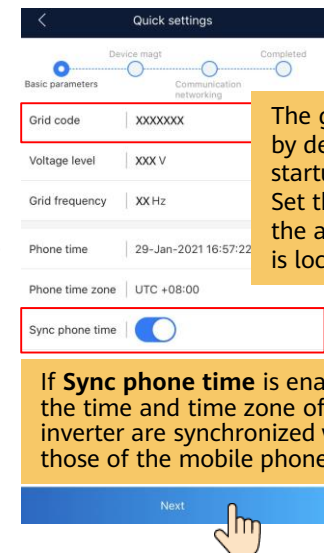 Quick settings
Device magt
Completed
Basic parameters
Communication
networking
Grid code
XXXXXXX
Voltage level
XXX V
Grid frequency
XX Hz
Phone time
29-Jan-2021 16:57:22
Phone time zone
UTC +08:00
Sync phone time
The g
by de
startu
Set th
the a
is loc
If Sync phone time is ena
the time and time zone of
inverter are synchronized w
those of the mobile phone
Next